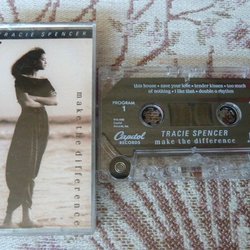 TRACIE SPENCER
make the difference
this house • save your love • tender kisses • too much
of nothing • i like that • double o rhythm
PROGRAM
1
Capitol
RECORDS
TRACIE SPENCER
make the difference